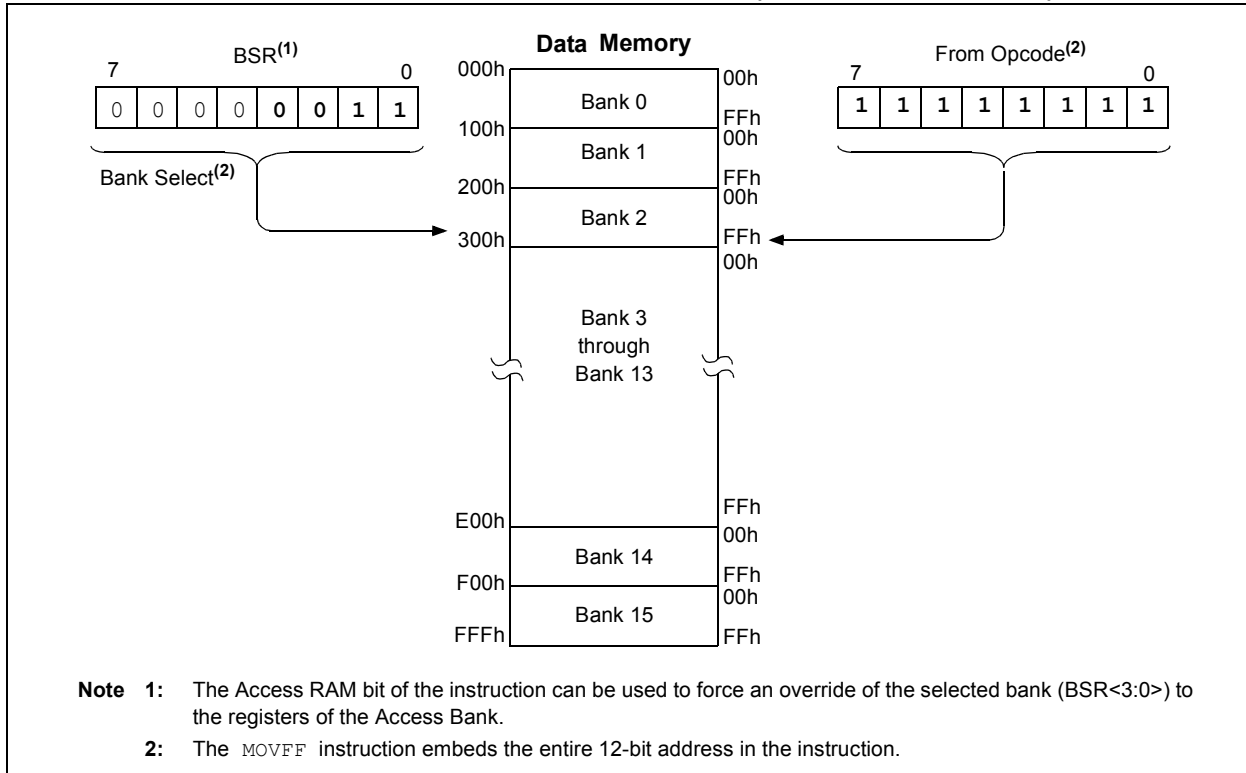 Data Memory
BSR(1)
7 0
0 0 0 0 0 0 1 1
Bank Select(2)
From Opcode(2)
7 0
1 1 1 1 1 1 1 1
000h 00h
Bank 0
FFh
100h 00h
Bank 1
FFh
200h 00h
Bank 2
FFh
300h 00h
Bank 3
through
Bank 13
FFh
E00h 00h
Bank 14
FFh
F00h 00h
Bank 15
FFFh FFh
Note 1: The Access RAM bit of the instruction can be used to force an override of the selected bank (BSR<3:0>) to
the registers of the Access Bank.
2: The MOVFF instruction embeds the entire 12-bit address in the instruction.